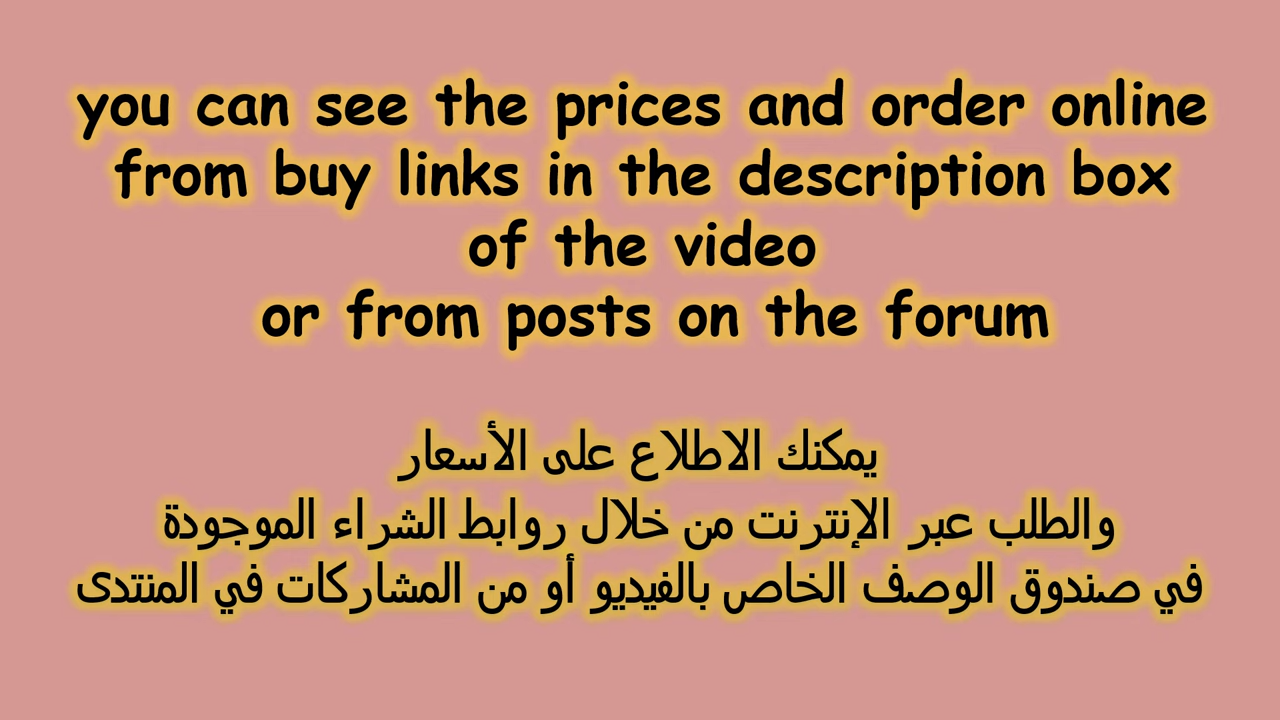 you can see the prices and order online
from buy links in the description box
of the video
or from posts on the forum
يمكنك الاطلاع على الأسعار
والطلب عبر الإنترنت من خلال روابط الشراء الموجودة
في صندوق الوصف الخاص بالفيديو أو من المشاركات في المنتدى